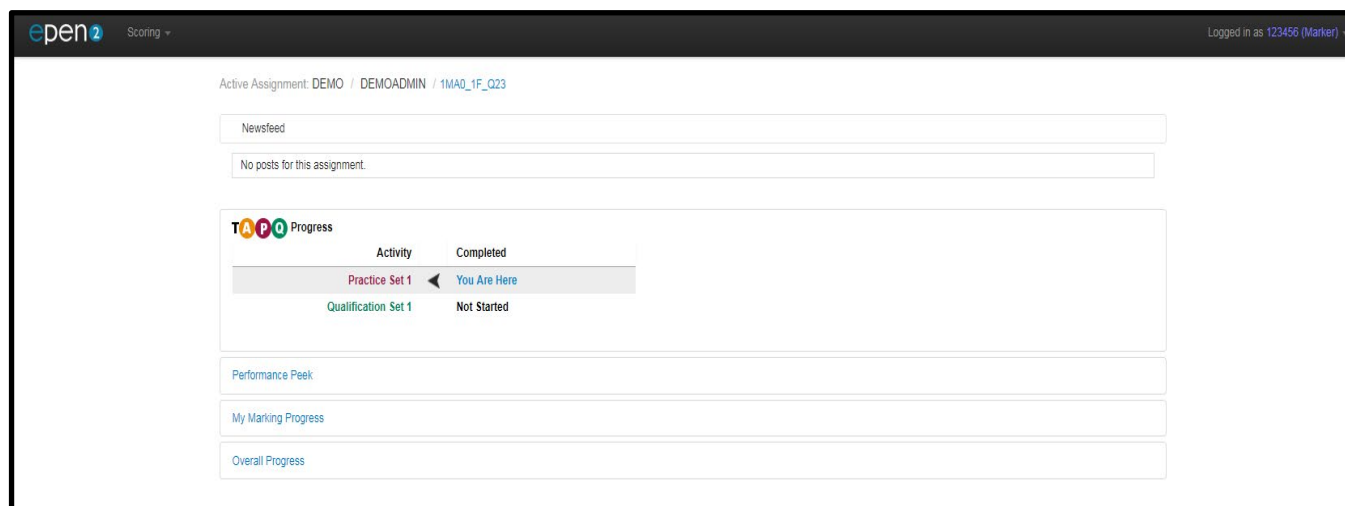 epen2 Scoring Logged in as 123456 (Marker)
Active Assignment: DEMO / DEMOADMIN / 1MA0_1F_Q23
Newsfeed
No posts for this assignment.
TAPQ Progress
Activity Completed
Practice Set 1 You Are Here
Qualification Set 1 Not Started
Performance Peek
My Marking Progress
Overall Progress